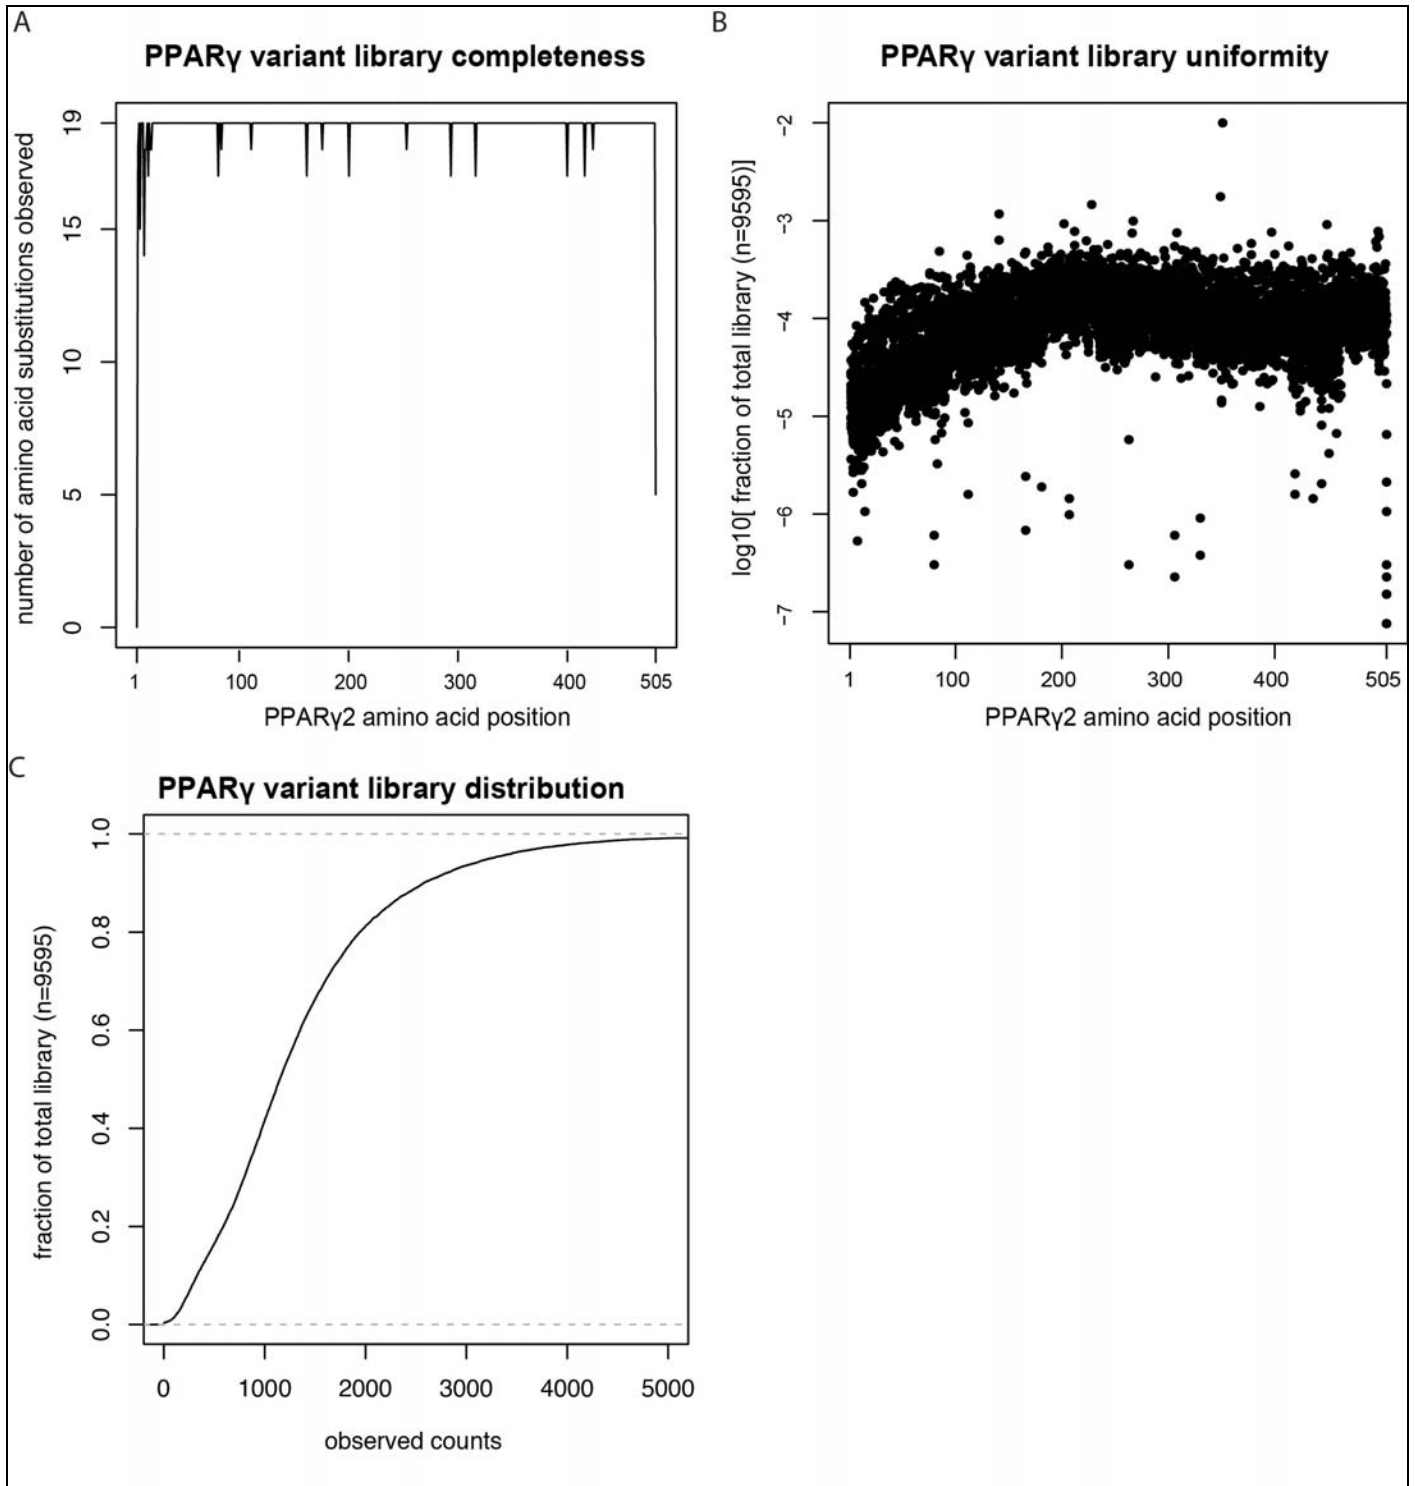 A
PPARγ variant library completeness
number of amino acid substitutions observed
19
15
10
5
0
1 100 200 300 400 505
PPARγ2 amino acid position
B
PPARγ variant library uniformity
log10[ fraction of total library (n=9595)]
-2
-3
-4
-5
-6
-7
1 100 200 300 400 505
PPARγ2 amino acid position
C
PPARγ variant library distribution
fraction of total library (n=9595)
1.0
0.8
0.6
0.4
0.2
0.0
0 1000 2000 3000 4000 5000
observed counts